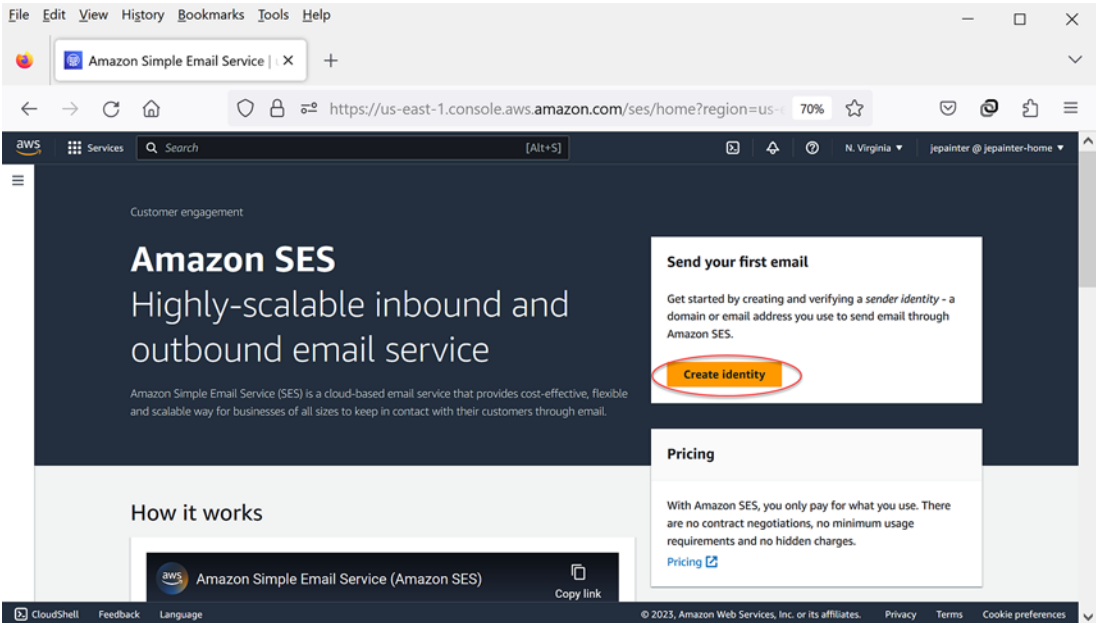 File Edit View History Bookmarks Tools Help
Amazon Simple Email Service |
https://us-east-1.console.aws.amazon.com/ses/home?region=us- 70%
aws Services Search [Alt+S] N. Virginia jepainter @ jepainter-home
Customer engagement
Amazon SES
Highly-scalable inbound and
outbound email service
Amazon Simple Email Service (SES) is a cloud-based email service that provides cost-effective, flexible
and scalable way for businesses of all sizes to keep in contact with their customers through email.
Send your first email
Get started by creating and verifying a sender identity - a
domain or email address you use to send email through
Amazon SES.
Create identity
Pricing
With Amazon SES, you only pay for what you use. There
are no contract negotiations, no minimum usage
requirements and no hidden charges.
Pricing
How it works
aws Amazon Simple Email Service (Amazon SES)
Copy link
CloudShell Feedback Language © 2023, Amazon Web Services, Inc. or its affiliates. Privacy Terms Cookie preferences